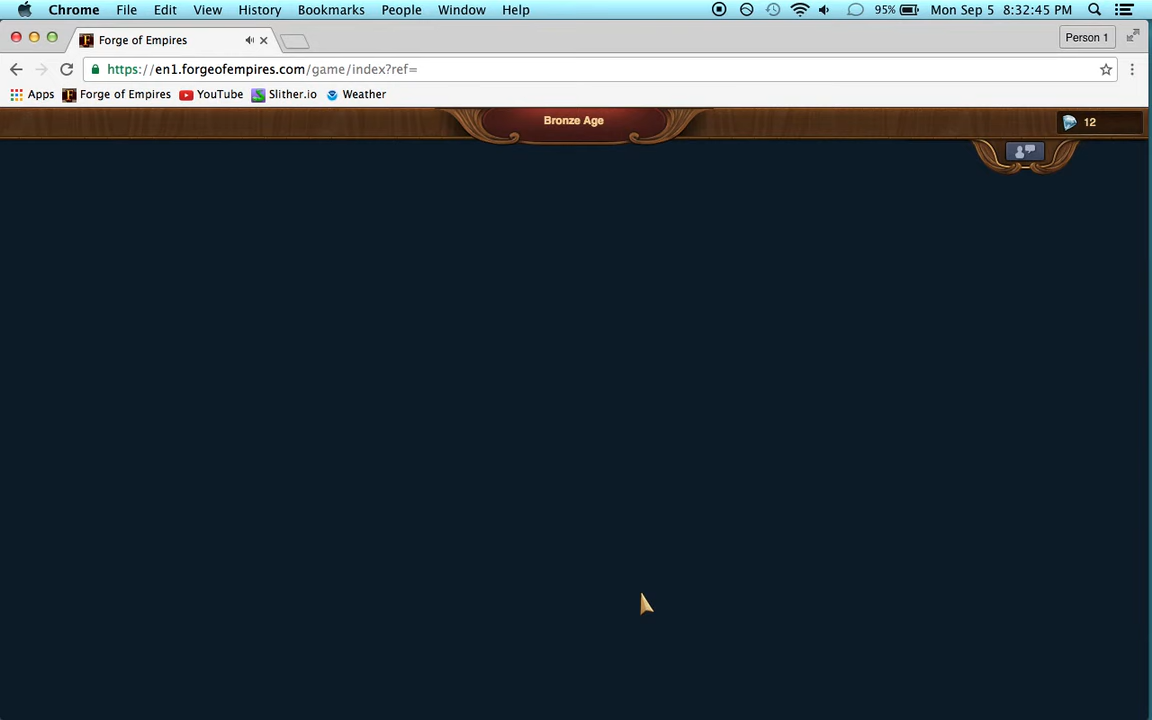 Chrome File Edit View History Bookmarks People Window Help 95% Mon Sep 5 8:32:45 PM
Forge of Empires Person 1
https://en1.forgeofempires.com/game/index?ref=
Apps Forge of Empires YouTube Slither.io Weather
Bronze Age 12